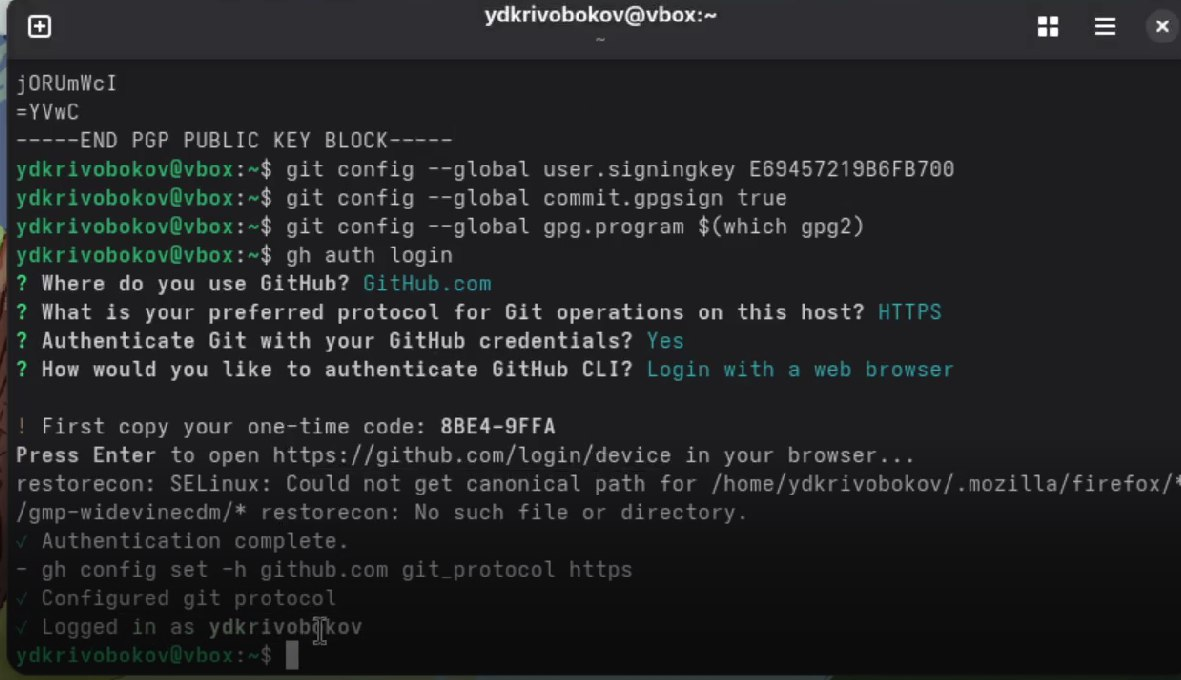 ydkrivobokov@vbox:~
~
jORUmWcI
=YVwC
-----END PGP PUBLIC KEY BLOCK-----
ydkrivobokov@vbox:~$ git config --global user.signingkey E69457219B6FB700
ydkrivobokov@vbox:~$ git config --global commit.gpgsign true
ydkrivobokov@vbox:~$ git config --global gpg.program $(which gpg2)
ydkrivobokov@vbox:~$ gh auth login
? Where do you use GitHub? GitHub.com
? What is your preferred protocol for Git operations on this host? HTTPS
? Authenticate Git with your GitHub credentials? Yes
? How would you like to authenticate GitHub CLI? Login with a web browser
! First copy your one-time code: 8BE4-9FFA
Press Enter to open https://github.com/login/device in your browser...
restorecon: SELinux: Could not get canonical path for /home/ydkrivobokov/.mozilla/firefox/*
/gmp-widevinecdm/* restorecon: No such file or directory.
✓ Authentication complete.
- gh config set -h github.com git_protocol https
✓ Configured git protocol
✓ Logged in as ydkrivobokov
ydkrivobokov@vbox:~$